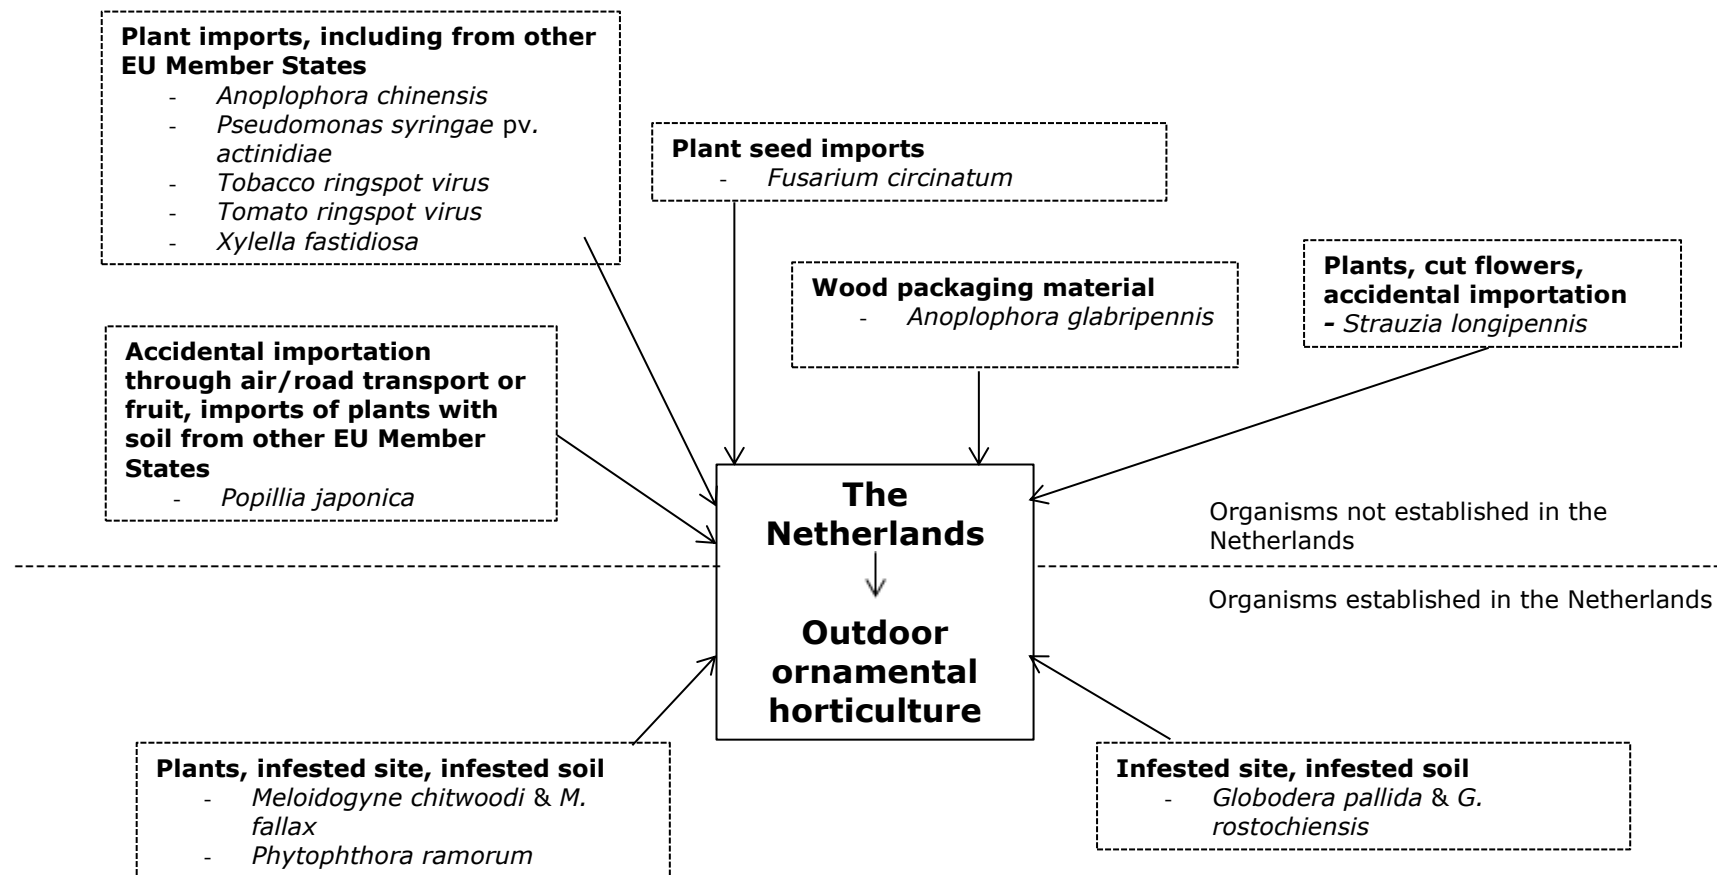 Plant imports, including from other
EU Member States
- Anoplophora chinensis
- Pseudomonas syringae pv.
actinidiae
- Tobacco ringspot virus
- Tomato ringspot virus
- Xylella fastidiosa
Plant seed imports
- Fusarium circinatum
Wood packaging material
- Anoplophora glabripennis
Plants, cut flowers,
accidental importation
- Strauzia longipennis
Accidental importation
through air/road transport or
fruit, imports of plants with
soil from other EU Member
States
- Popillia japonica
The
Netherlands
Outdoor
ornamental
horticulture
Organisms not established in the
Netherlands
Organisms established in the Netherlands
Plants, infested site, infested soil
- Meloidogyne chitwoodi & M.
fallax
- Phytophthora ramorum
Infested site, infested soil
- Globodera pallida & G.
rostochiensis